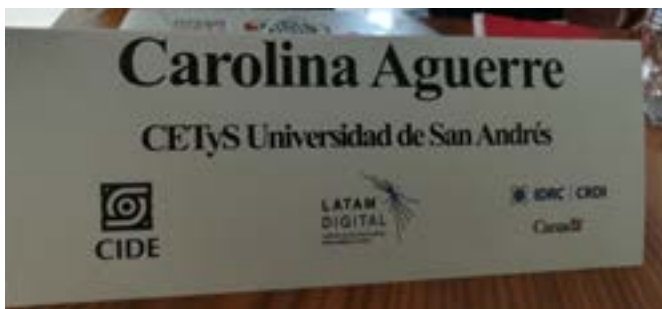 Carolina Aguerre
CETyS Universidad de San Andrés
CIDE
LATAM
DIGITAL
IDRC | CRDI
Canada